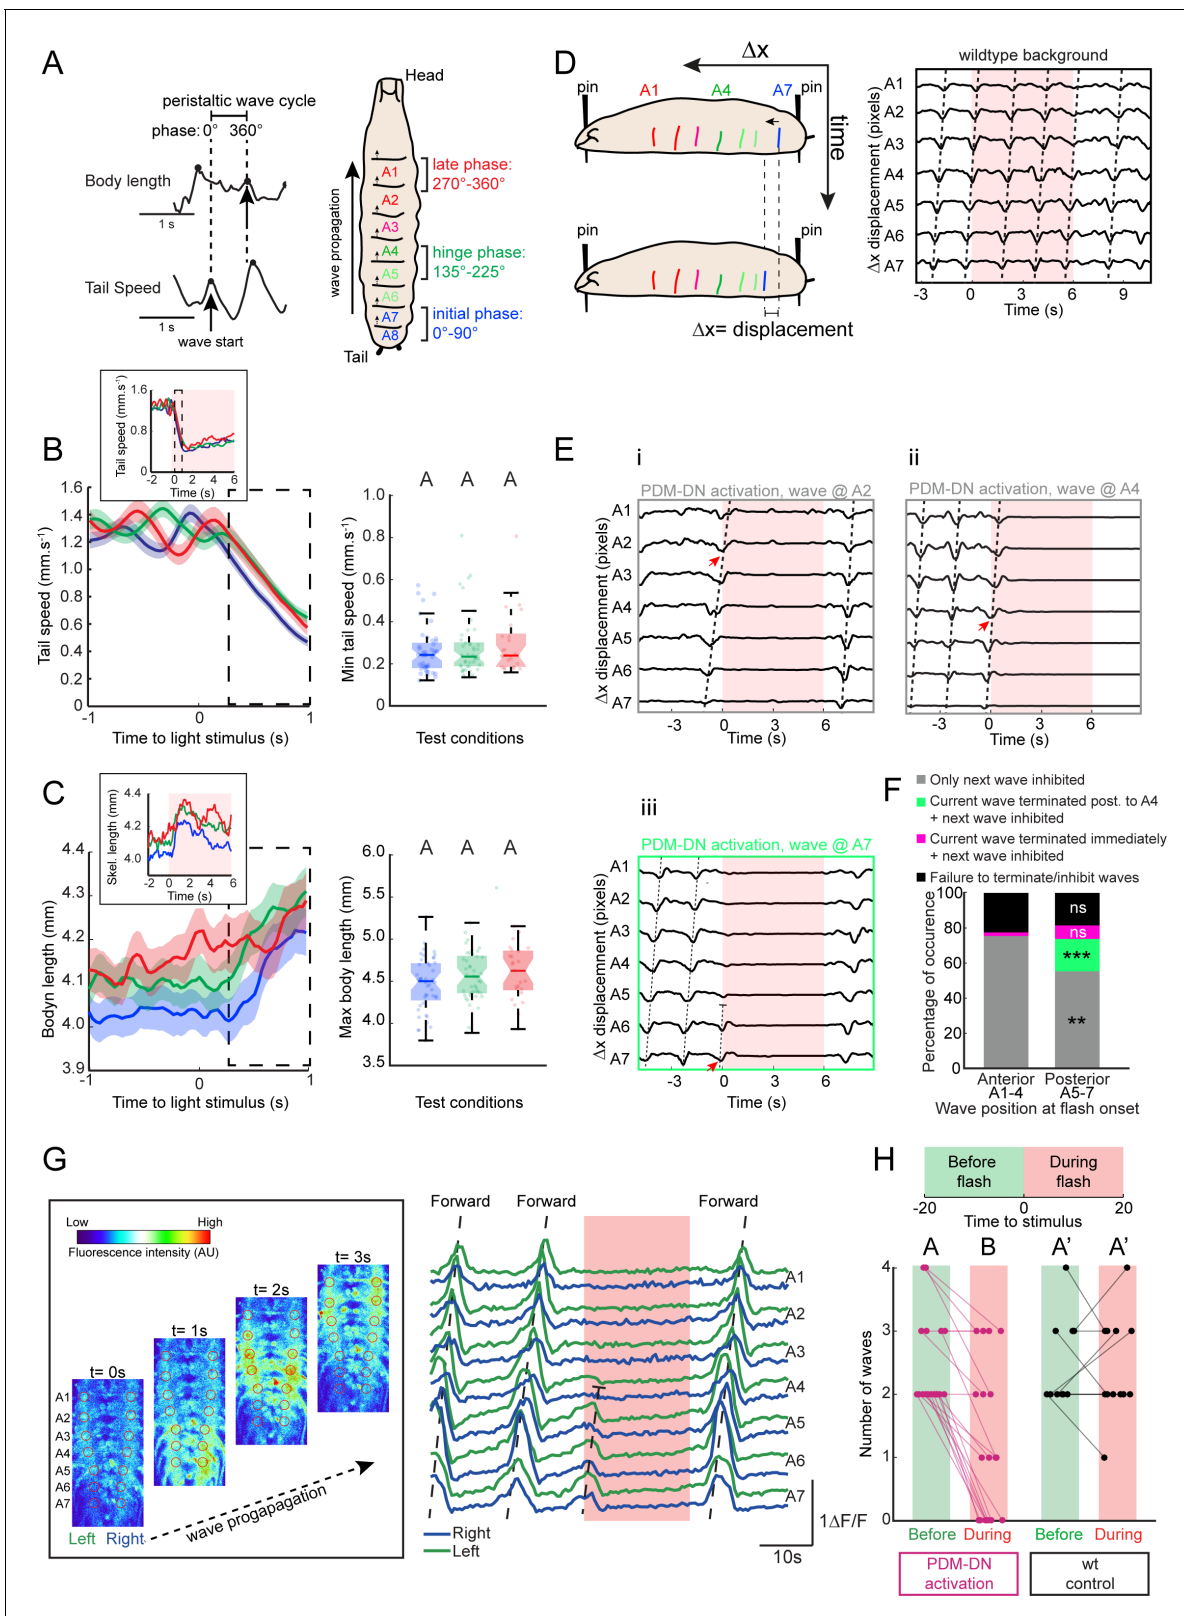 A
peristaltic wave cycle
phase: 0° 360°
Body length
1 s
Tail Speed
1 s
wave start
Head
wave propagation
A1
A2
A3
A4
A5
A6
A7
A8
late phase:
270°-360°
hinge phase:
135°-225°
initial phase:
0°-90°
Tail
D
Δx
pin
A1
A4
A7
pin
time
pin
pin
Δx= displacement
wildtype background
Δx displacemnet (pixels)
A1
A2
A3
A4
A5
A6
A7
-3 0 3 6 9
Time (s)
B
Tail speed (mm.s-1)
1.6
0.8
0
-2 0 2 4 6
Time (s)
Tail speed (mm.s-1)
1.6
1.4
1.2
1
0.8
0.6
0.4
0.2
0
-1 0 1
Time to light stimulus (s)
A A A
Min tail speed (mm.s-1)
1.0
0.8
0.6
0.4
0.2
0
Test conditions
C
Skel. length (mm)
4.4
4.2
4.0
-2 0 2 4 6
Time (s)
Bodyn length (mm)
4.4
4.3
4.2
4.1
4.0
3.9
-1 0 1
Time to light stimulus (s)
A A A
Max body length (mm)
6.0
5.5
5.0
4.5
4.0
3.5
Test conditions
E
i
PDM-DN activation, wave @ A2
Δx displacemnent (pixels)
A1
A2
A3
A4
A5
A6
A7
-3 0 3 6
Time (s)
ii
PDM-DN activation, wave @ A4
-3 0 3 6
Time (s)
iii
PDM-DN activation, wave @ A7
Δx displacement (pixels)
A1
A2
A3
A4
A5
A6
A7
-3 0 3 6
Time (s)
F
Only next wave inhibited
Current wave terminated post. to A4
+ next wave inhibited
Current wave terminated immediately
+ next wave inhibited
Failure to terminate/inhibit waves
Percentage of occurence
100
80
60
40
20
0
ns
ns
***
**
Anterior Posterior
A1-4 A5-7
Wave position at flash onset
G
Low High
Fluorescence intensity (AU)
t= 0s
t= 1s
t= 2s
t= 3s
A1
A2
A3
A4
A5
A6
A7
Left Right
wave progapagation
Forward Forward Forward
A1
A2
A3
A4
A5
A6
A7
Right
Left
1ΔF/F
10s
H
Before
flash
During
flash
-20 0 20
Time to stimulus
A B A' A'
Number of waves
4
3
2
1
0
Before During Before During
PDM-DN
activation
wt
control